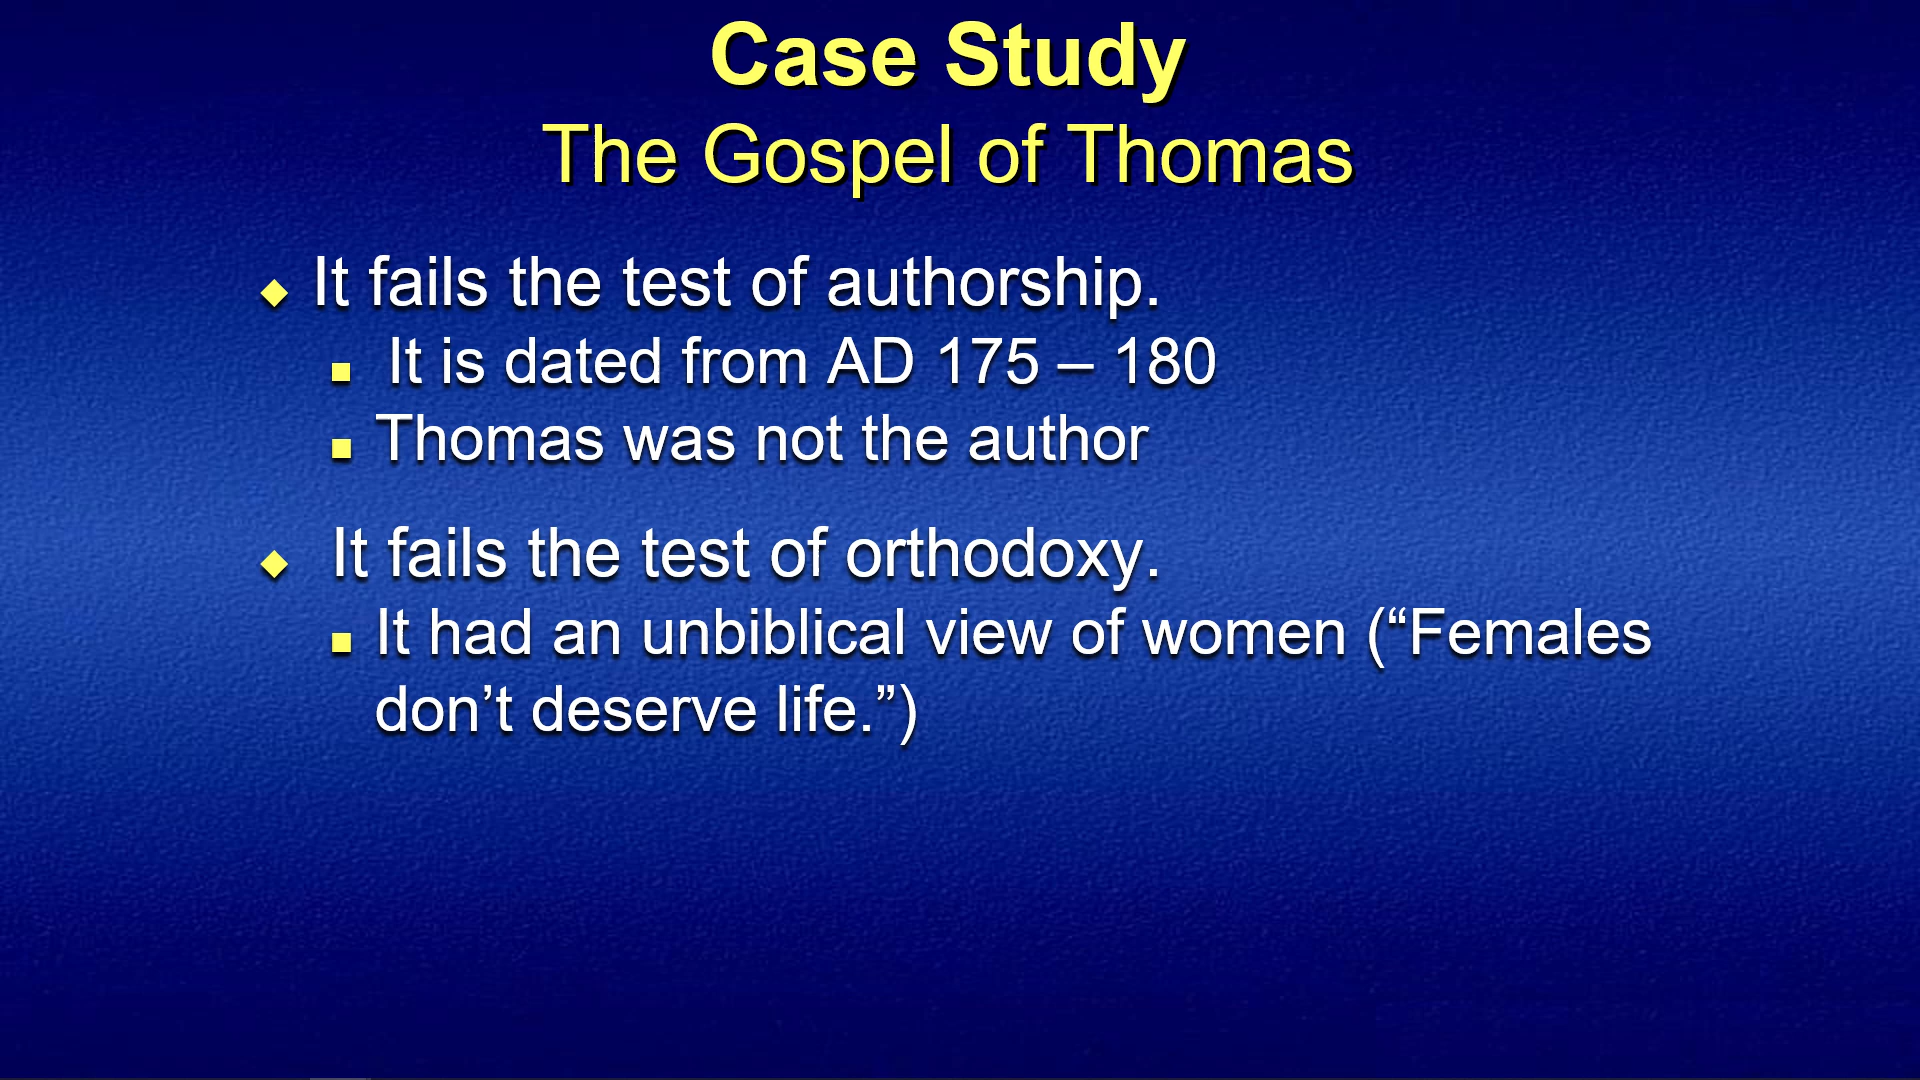 Case Study
The Gospel of Thomas
It fails the test of authorship.
It is dated from AD 175 – 180
Thomas was not the author
It fails the test of orthodoxy.
It had an unbiblical view of women (“Females
don’t deserve life.”)